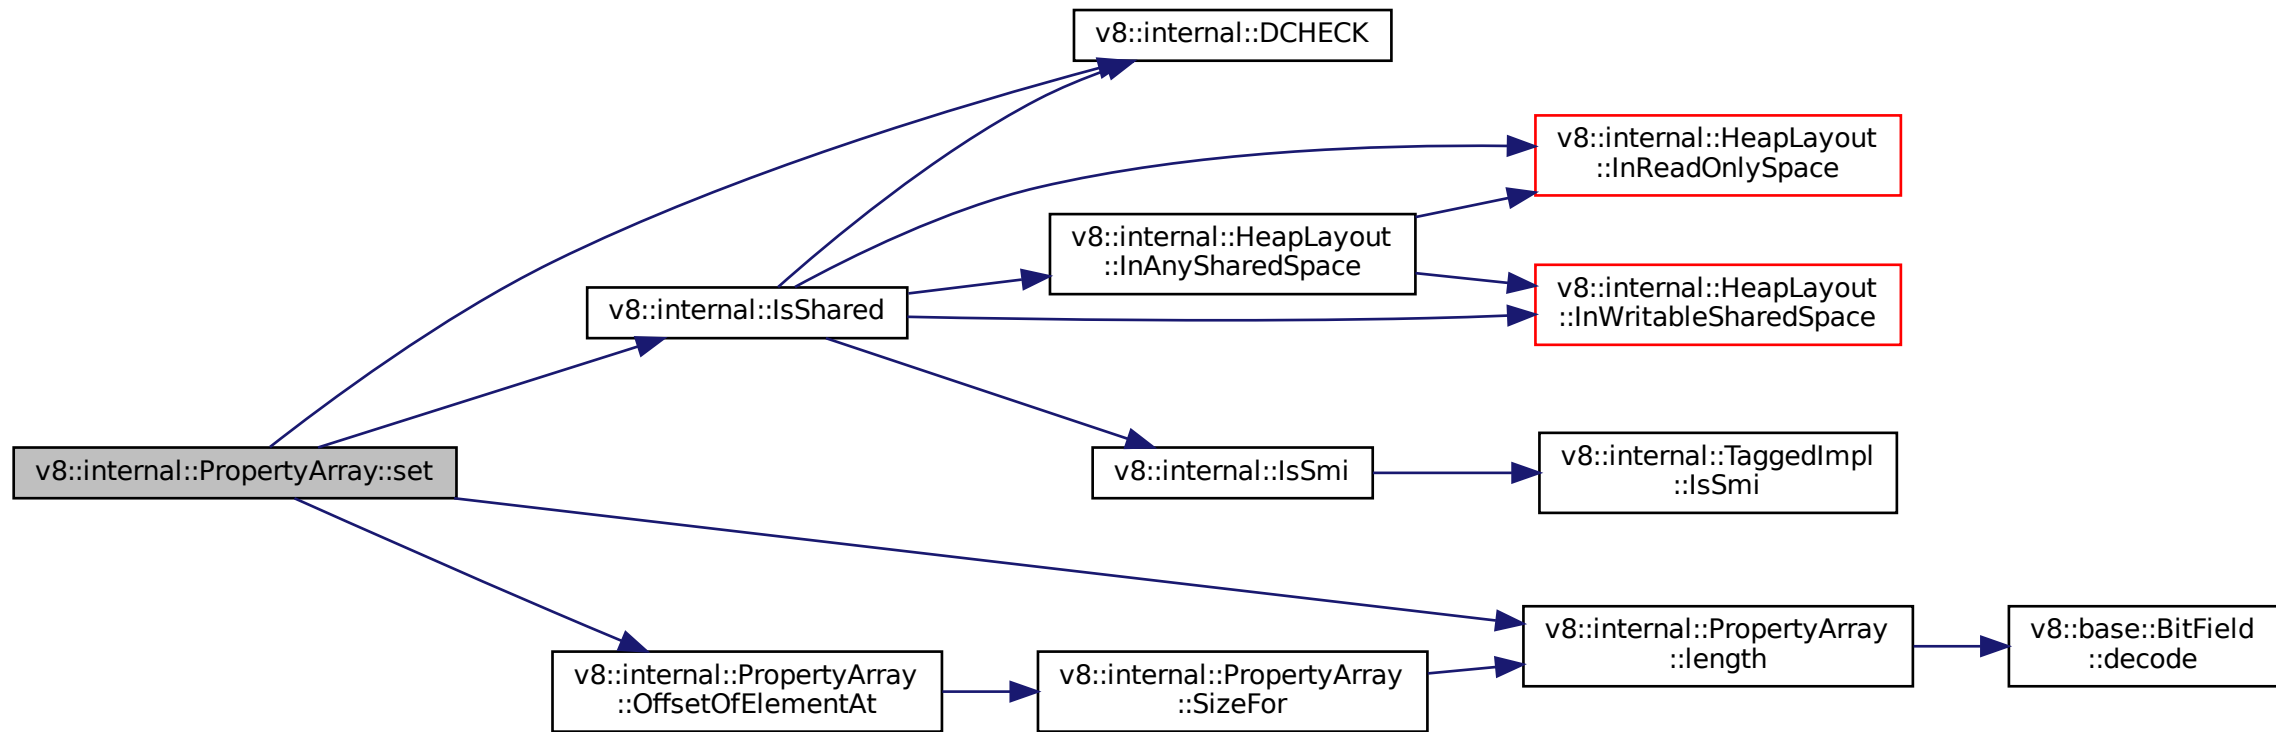 v8::internal::DCHECK
v8::internal::HeapLayout
::InReadOnlySpace
v8::internal::HeapLayout
::InAnySharedSpace
v8::internal::HeapLayout
::InWritableSharedSpace
v8::internal::IsShared
v8::internal::PropertyArray::set
v8::internal::IsSmi
v8::internal::TaggedImpl
::IsSmi
v8::internal::PropertyArray
::OffsetOfElementAt
v8::internal::PropertyArray
::SizeFor
v8::internal::PropertyArray
::length
v8::base::BitField
::decode